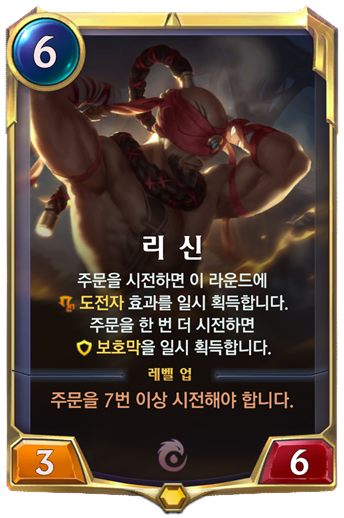 6
리 신
주문을 시전하면 이 라운드에
도전자 효과를 일시 획득합니다.
주문을 한 번 더 시전하면
보호막을 일시 획득합니다.
레벨 업
주문을 7번 이상 시전해야 합니다.
3
6